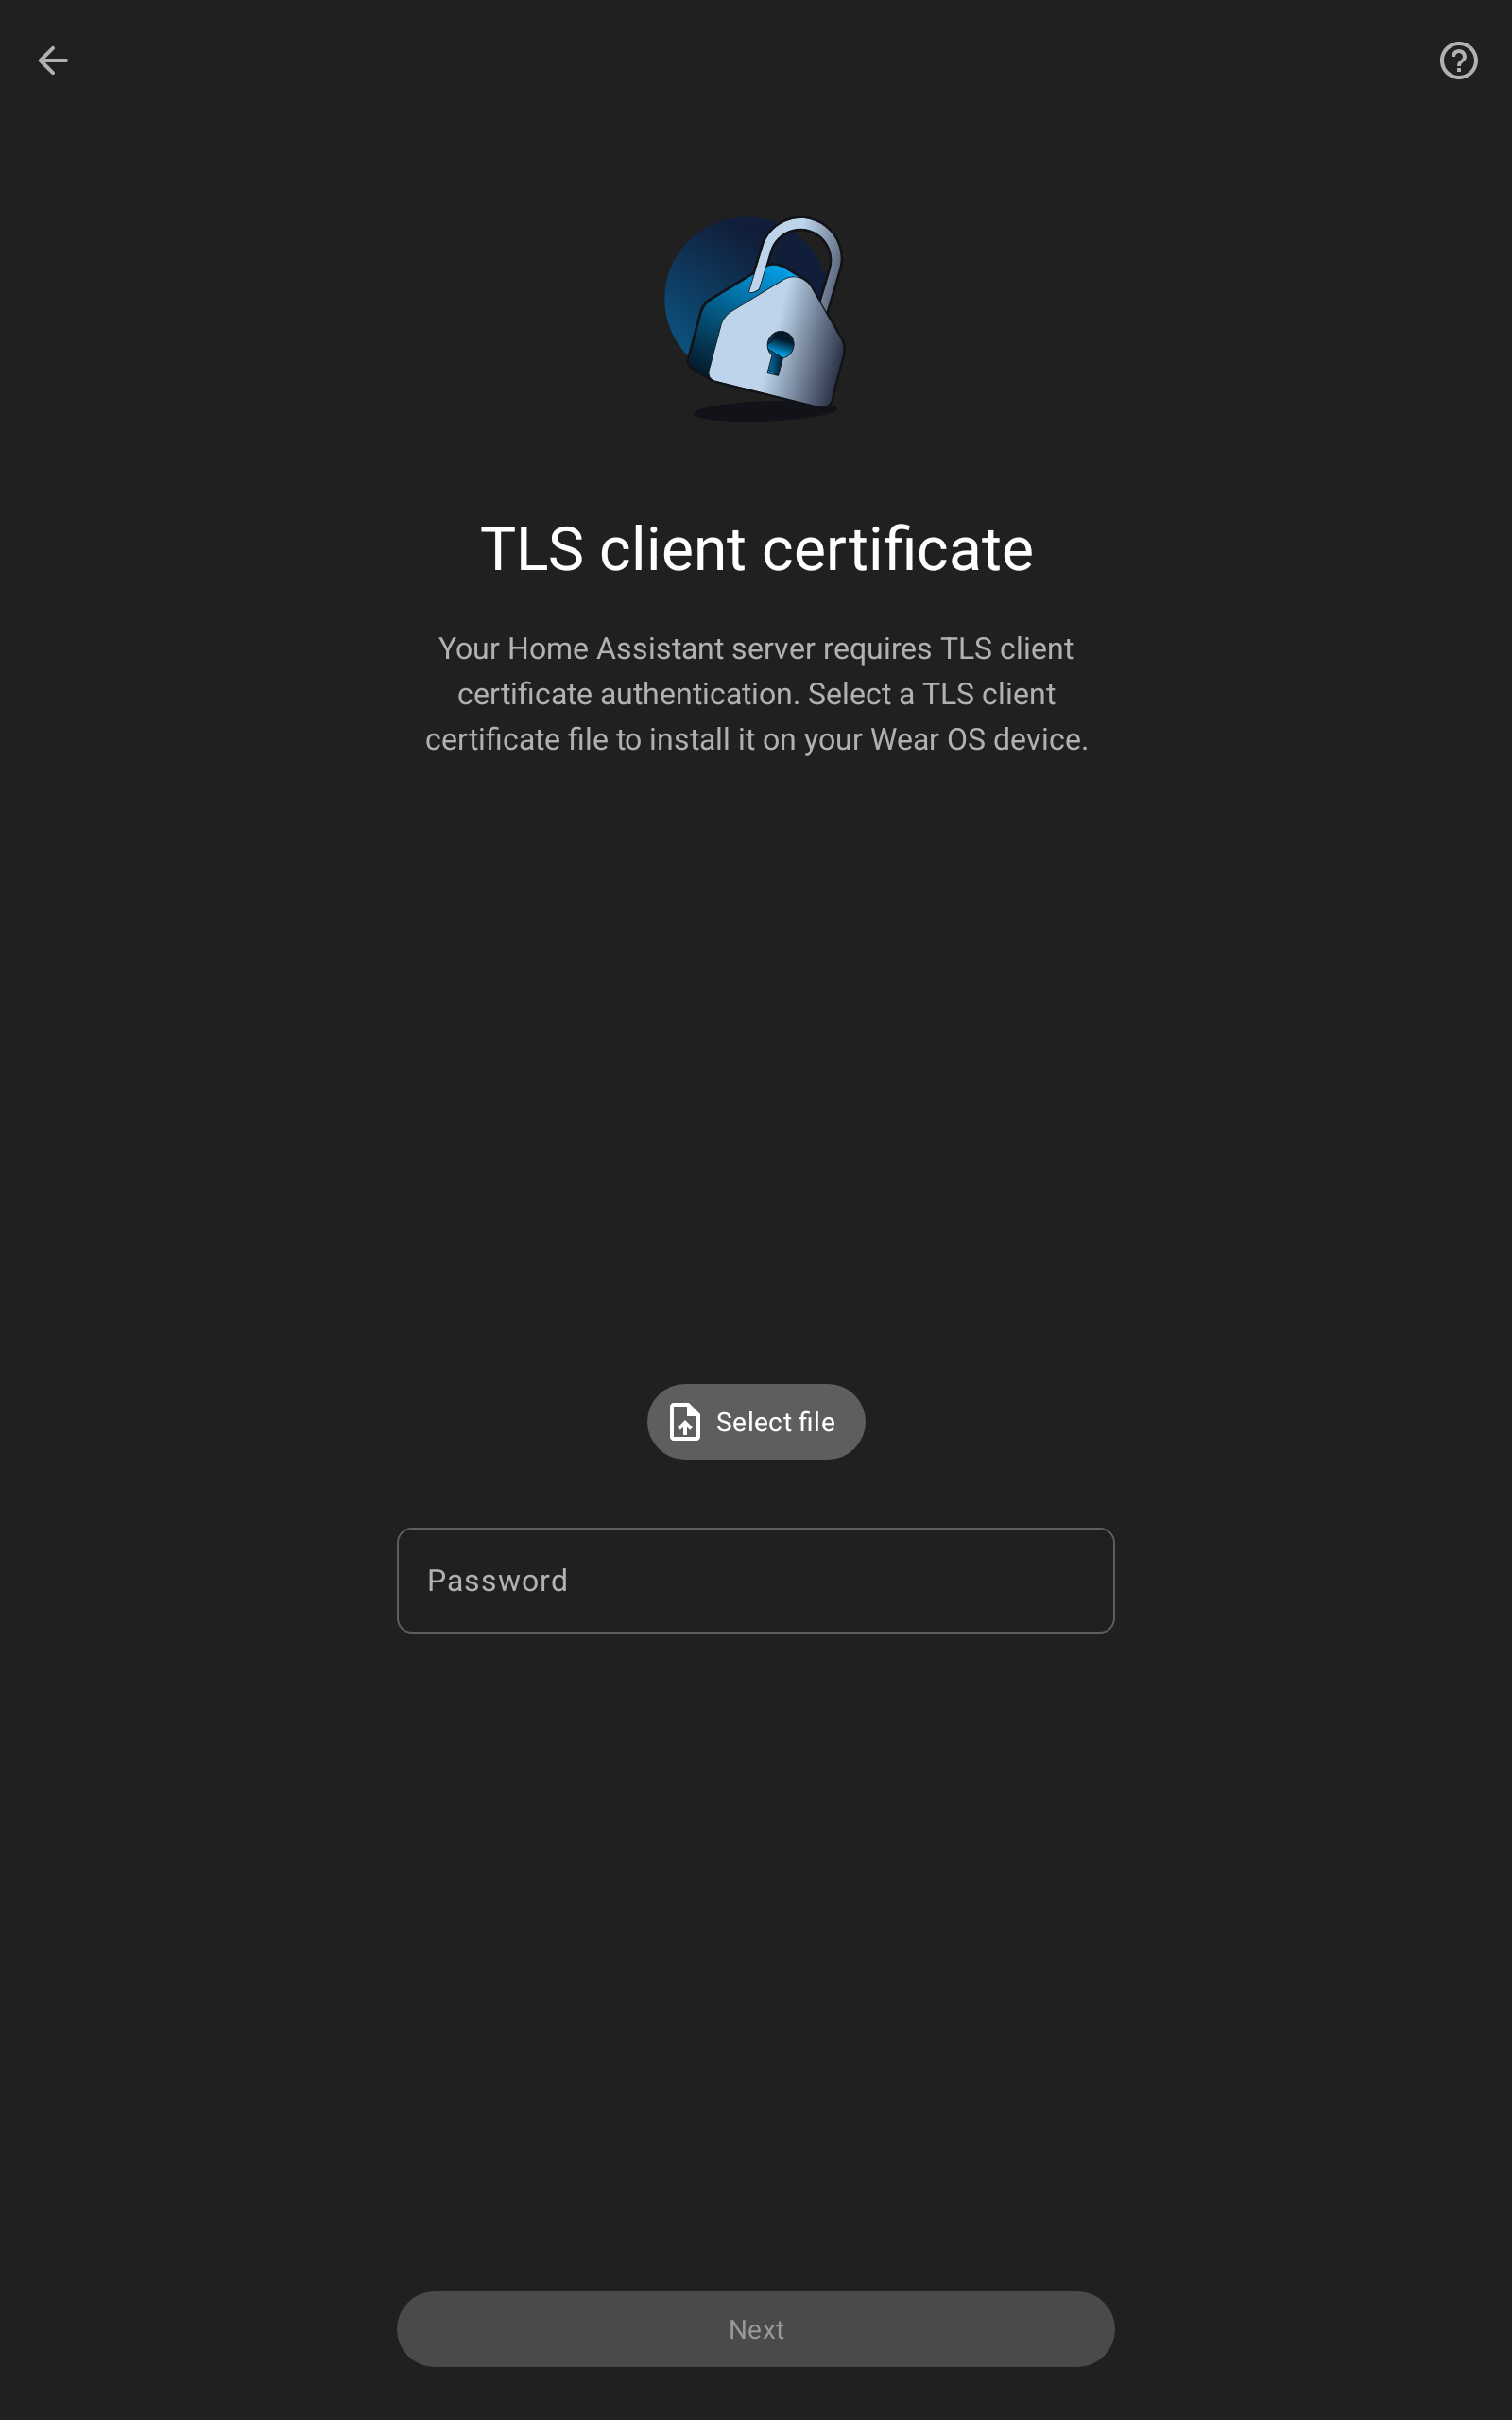 TLS client certificate
Your Home Assistant server requires TLS client
certificate authentication. Select a TLS client
certificate file to install it on your Wear OS device.
Select file
Password
Next